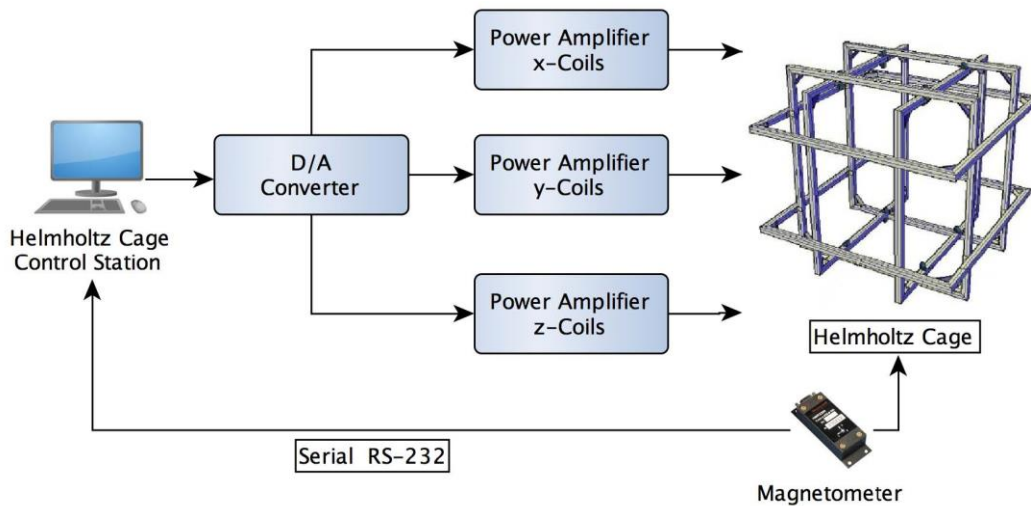 Power Amplifier
x-Coils
D/A
Converter
Power Amplifier
y-Coils
Helmholtz Cage
Control Station
Power Amplifier
z-Coils
Helmholtz Cage
Serial RS-232
Magnetometer